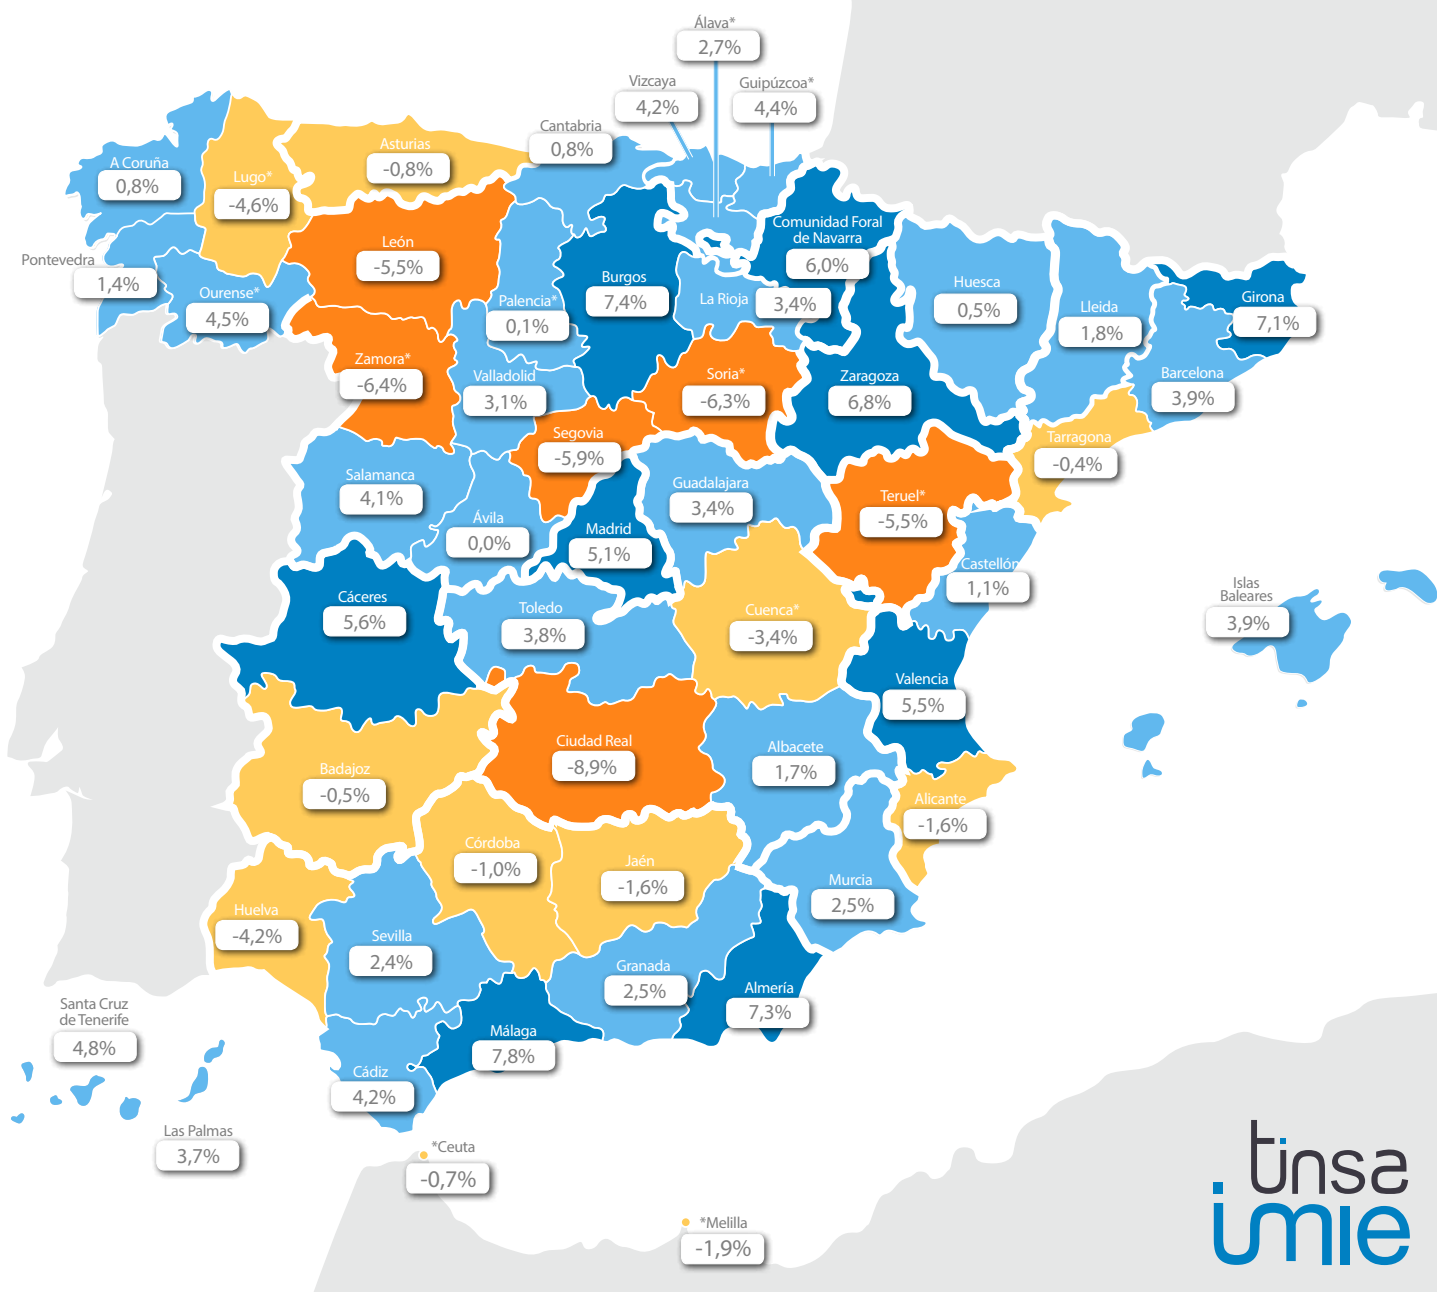 Álava*
2,7%
Vizcaya
4,2%
Guipúzcoa*
4,4%
Cantabria
0,8%
Asturias
-0,8%
A Coruña
0,8%
Lugo*
-4,6%
León
-5,5%
Comunidad Foral
de Navarra
6,0%
Pontevedra
1,4%
Ourense*
4,5%
Palencia*
0,1%
Burgos
7,4%
La Rioja
3,4%
Huesca
0,5%
Lleida
1,8%
Girona
7,1%
Zamora*
-6,4%
Valladolid
3,1%
Soria*
-6,3%
Zaragoza
6,8%
Barcelona
3,9%
Segovia
-5,9%
Tarragona
-0,4%
Salamanca
4,1%
Ávila
0,0%
Madrid
5,1%
Guadalajara
3,4%
Teruel*
-5,5%
Castellón
1,1%
Islas
Baleares
3,9%
Cáceres
5,6%
Toledo
3,8%
Cuenca*
-3,4%
Valencia
5,5%
Badajoz
-0,5%
Ciudad Real
-8,9%
Albacete
1,7%
Alicante
-1,6%
Córdoba
-1,0%
Jaén
-1,6%
Murcia
2,5%
Huelva
-4,2%
Sevilla
2,4%
Granada
2,5%
Almería
7,3%
Santa Cruz
de Tenerife
4,8%
Málaga
7,8%
Cádiz
4,2%
Las Palmas
3,7%
*Ceuta
-0,7%
*Melilla
-1,9%
tinsa
imie